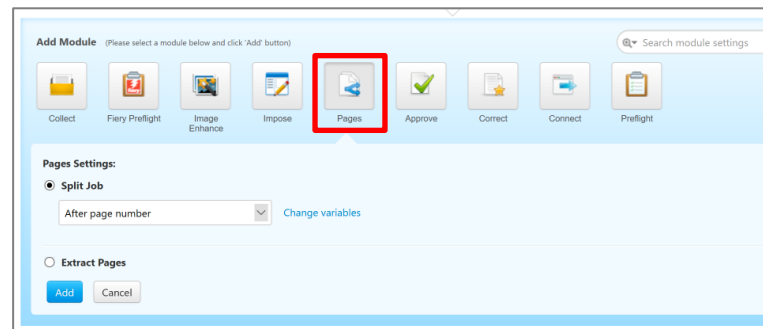 Add Module (Please select a module below and click 'Add' button)
Search module settings
Collect
Fiery Preflight
Image
Enhance
Impose
Pages
Approve
Correct
Connect
Preflight
Pages Settings:
Split Job
After page number
Change variables
Extract Pages
Add
Cancel